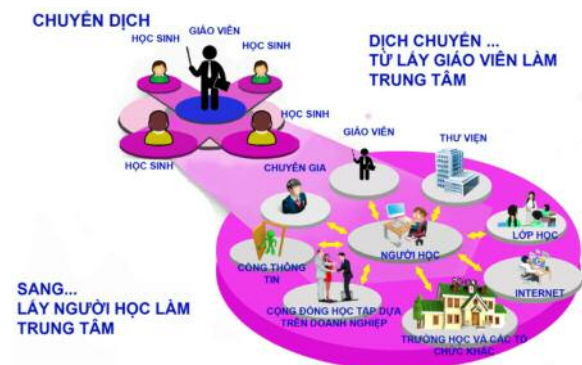 CHUYỂN DỊCH
GIÁO VIÊN
HỌC SINH
HỌC SINH
HỌC SINH
HỌC SINH
DỊCH CHUYỂN ...
TỪ LẤY GIÁO VIÊN LÀM
TRUNG TÂM
GIÁO VIÊN
THƯ VIỆN
CHUYÊN GIA
LỚP HỌC
NGƯỜI HỌC
CÔNG THÔNG
TIN
INTERNET
CỘNG ĐỒNG HỌC TẬP DỰA
TRÊN DOANH NGHIỆP
TRƯỜNG HỌC VÀ CÁC TỔ
CHỨC KHÁC
SANG...
LẤY NGƯỜI HỌC LÀM
TRUNG TÂM